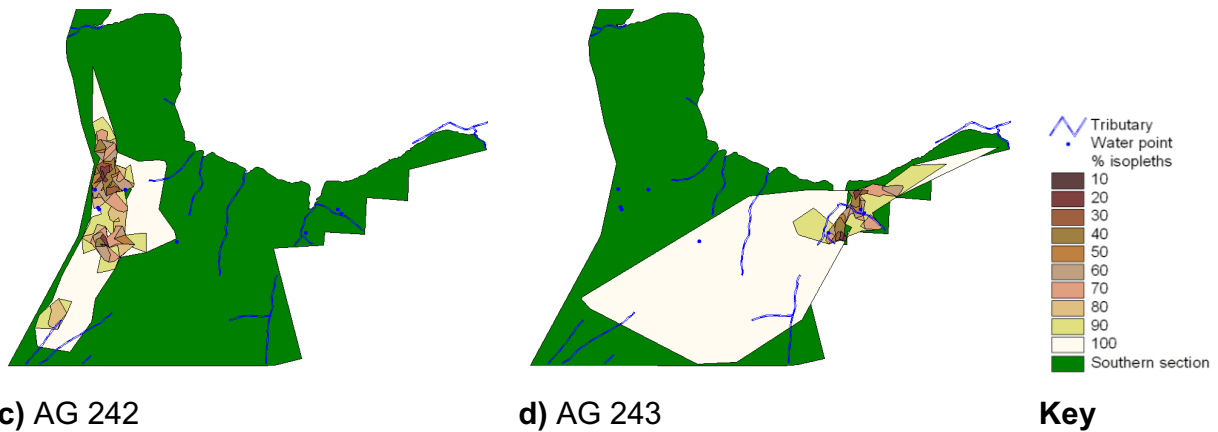 Tributary
Water point
% isopleths
10
20
30
40
50
60
70
80
90
100
Southern section
c) AG 242
d) AG 243
Key